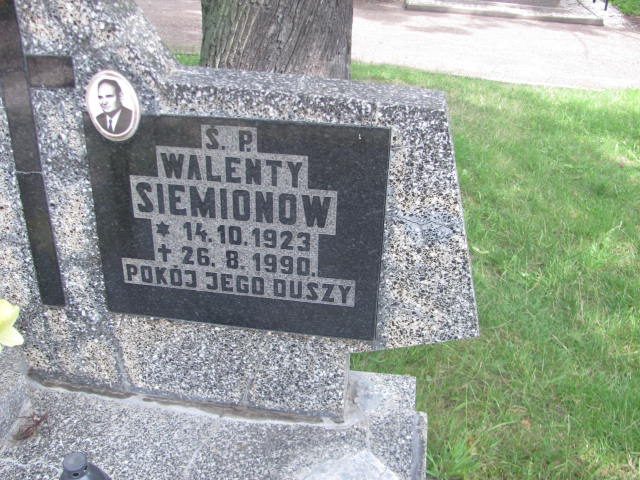 Ś. P.
WALENTY
SIEMIONOW
* 14.10.1923
† 26. 8. 1990.
POKÓJ JEGO DUSZY